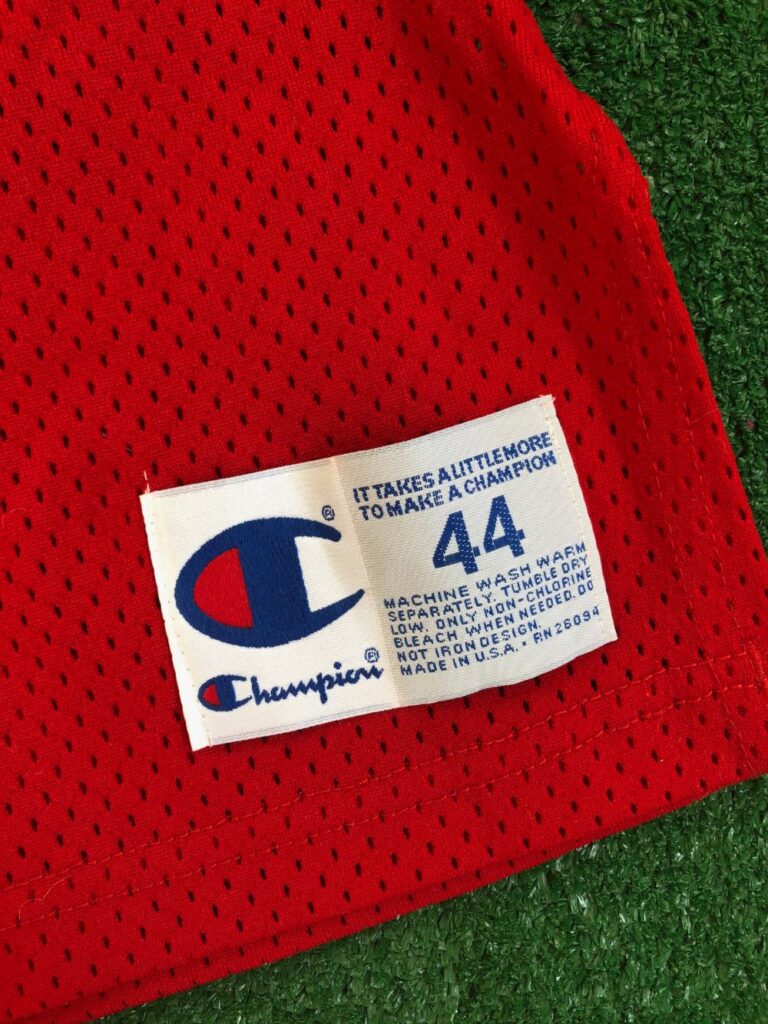 ®
Champion®
IT TAKES A LITTLE MORE
TO MAKE A CHAMPION
44
MACHINE WASH WARM
SEPARATELY. TUMBLE DRY
LOW. ONLY NON-CHLORINE
BLEACH WHEN NEEDED. DO
NOT IRON DESIGN.
MADE IN U.S.A. • RN 26094